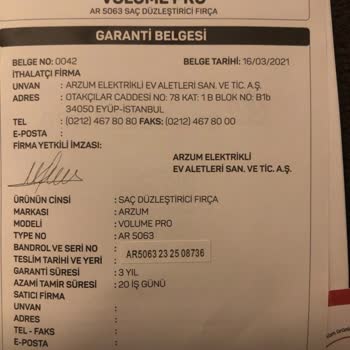 VOLUME PRO
AR 5063 SAÇ DÜZLEŞTİRİCİ FIRÇA
GARANTİ BELGESİ
BELGE NO: 0042 BELGE TARİHİ: 16/03/2021
İTHALATÇI FİRMA
UNVAN : ARZUM ELEKTRİKLİ EV ALETLERİ SAN. VE TİC. A.Ş.
ADRES : OTAKÇILAR CADDESİ NO: 78 KAT: 1 B BLOK NO: B1b
34050 EYÜP-İSTANBUL
TEL : (0212) 467 80 80 FAKS: (0212) 467 80 00
E-POSTA :
FİRMA YETKİLİ İMZASI:
ARZUM ELEKTRİKLİ
EV ALETLERİ SAN. VE TİC. A.Ş.
ÜRÜNÜN CİNSİ : SAÇ DÜZLEŞTİRİCİ FIRÇA
MARKASI : ARZUM
MODELİ : VOLUME PRO
TYPE NO : AR 5063
BANDROL VE SERİ NO : AR5063 23 25 08736
TESLİM TARİHİ VE YERİ :
GARANTİ SÜRESİ : 3 YIL
AZAMİ TAMİR SÜRESİ : 20 İŞ GÜNÜ
SATICI FİRMA
UNVAN :
ADRES :
TEL - FAKS :
E-POSTA :